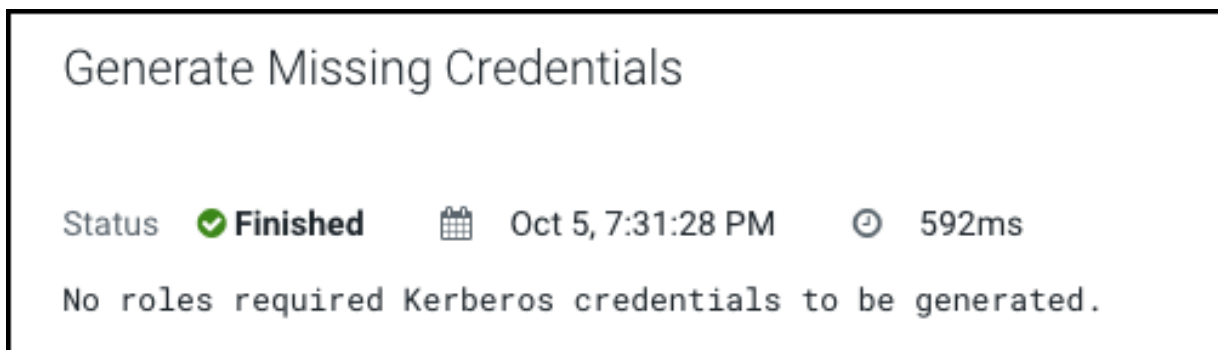 Generate Missing Credentials
Status Finished Oct 5, 7:31:28 PM 592ms
No roles required Kerberos credentials to be generated.